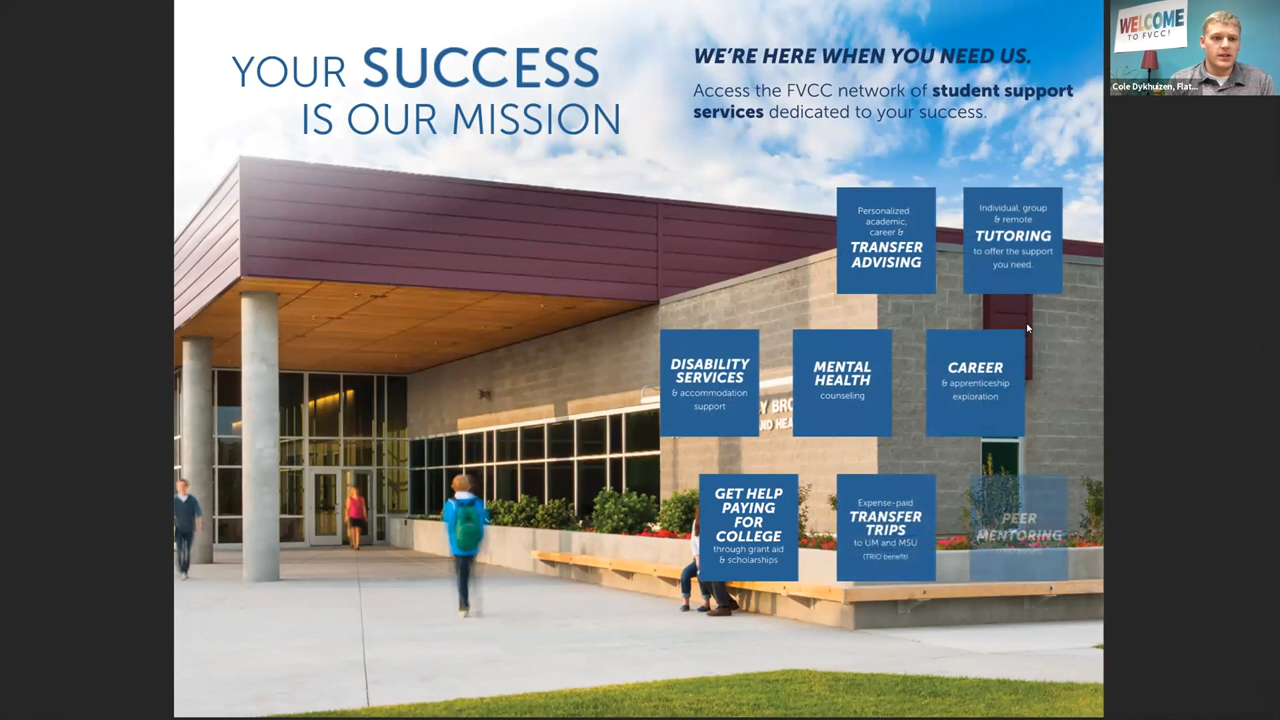 YOUR SUCCESS
IS OUR MISSION
WE'RE HERE WHEN YOU NEED US.
Access the FVCC network of student support
services dedicated to your success.
WELCOME
TO FVCC!
Cole Dykhuizen, Flat...
Personalized
academic,
career &
TRANSFER
ADVISING
Individual, group
& remote
TUTORING
to offer the support
you need.
DISABILITY
SERVICES
& accommodation
support
MENTAL
HEALTH
counseling
CAREER
& apprenticeship
exploration
Y BRO
ND HEA
GET HELP
PAYING
FOR
COLLEGE
through grant aid
& scholarships
Expense-paid
TRANSFER
TRIPS
to UM and MSU
(TRIO benefit)
PEER
MENTORING